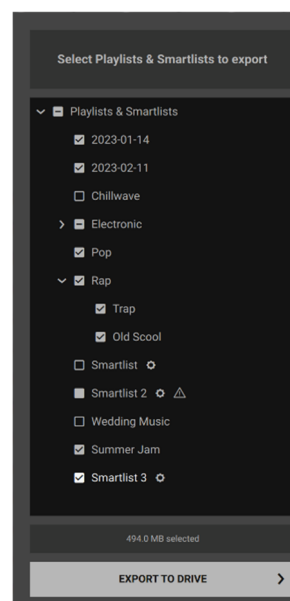 Select Playlists & Smartlists to export
Playlists & Smartlists
2023-01-14
2023-02-11
Chillwave
Electronic
Pop
Rap
Trap
Old Scool
Smartlist
Smartlist 2
Wedding Music
Summer Jam
Smartlist 3
494.0 MB selected
EXPORT TO DRIVE